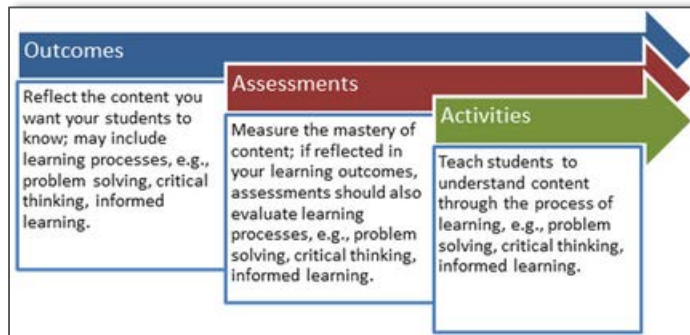 Outcomes
Reflect the content you
want your students to
know; may include
learning processes, e.g.,
problem solving, critical
thinking, informed
learning.
Assessments
Measure the mastery of
content; if reflected in
your learning outcomes,
assessments should also
evaluate learning
processes, e.g., problem
solving, critical thinking,
informed learning.
Activities
Teach students to
understand content
through the process of
learning, e.g., problem
solving, critical thinking,
informed learning.